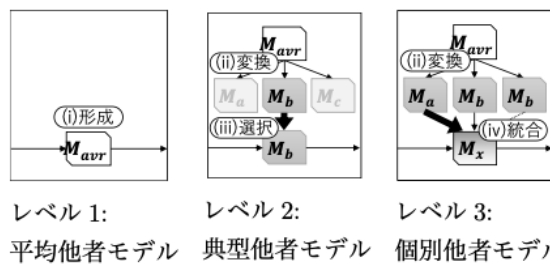 (i)形成
M_avr
M_avr
(ii)変換
M_a M_b M_c
(iii)選択
M_b
M_avr
(ii)変換
M_a M_b M_b
(iv)統合
M_x
レベル 1:
平均他者モデル
レベル 2:
典型他者モデル
レベル 3:
個別他者モデル